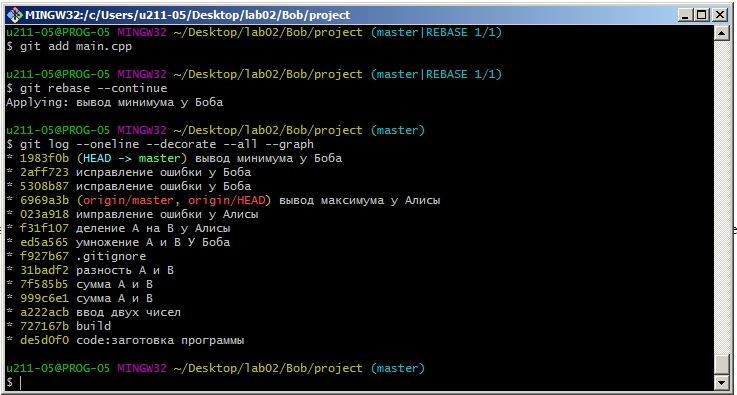 MINGW32:/c/Users/u211-05/Desktop/lab02/Bob/project
u211-05@PROG-05 MINGW32 ~/Desktop/lab02/Bob/project (master|REBASE 1/1)
$ git add main.cpp
u211-05@PROG-05 MINGW32 ~/Desktop/lab02/Bob/project (master|REBASE 1/1)
$ git rebase --continue
Applying: вывод минимума у Боба
u211-05@PROG-05 MINGW32 ~/Desktop/lab02/Bob/project (master)
$ git log --oneline --decorate --all --graph
* 1983f0b (HEAD -> master) вывод минимума у Боба
* 2aff723 исправление ошибки у Боба
* 5308b87 исправление ошибки у Боба
* 6969a3b (origin/master, origin/HEAD) вывод максимума у Алисы
* 023a918 имправление ошибки у Алисы
* f31f107 деление А на В у Алисы
* ed5a565 умножение А и В У Боба
* f927b67 .gitignore
* 31badf2 разность А и В
* 7f585b5 сумма А и В
* 999c6e1 сумма А и В
* a222acb ввод двух чисел
* 727167b build
* de5d0f0 code:заготовка программы
u211-05@PROG-05 MINGW32 ~/Desktop/lab02/Bob/project (master)
$